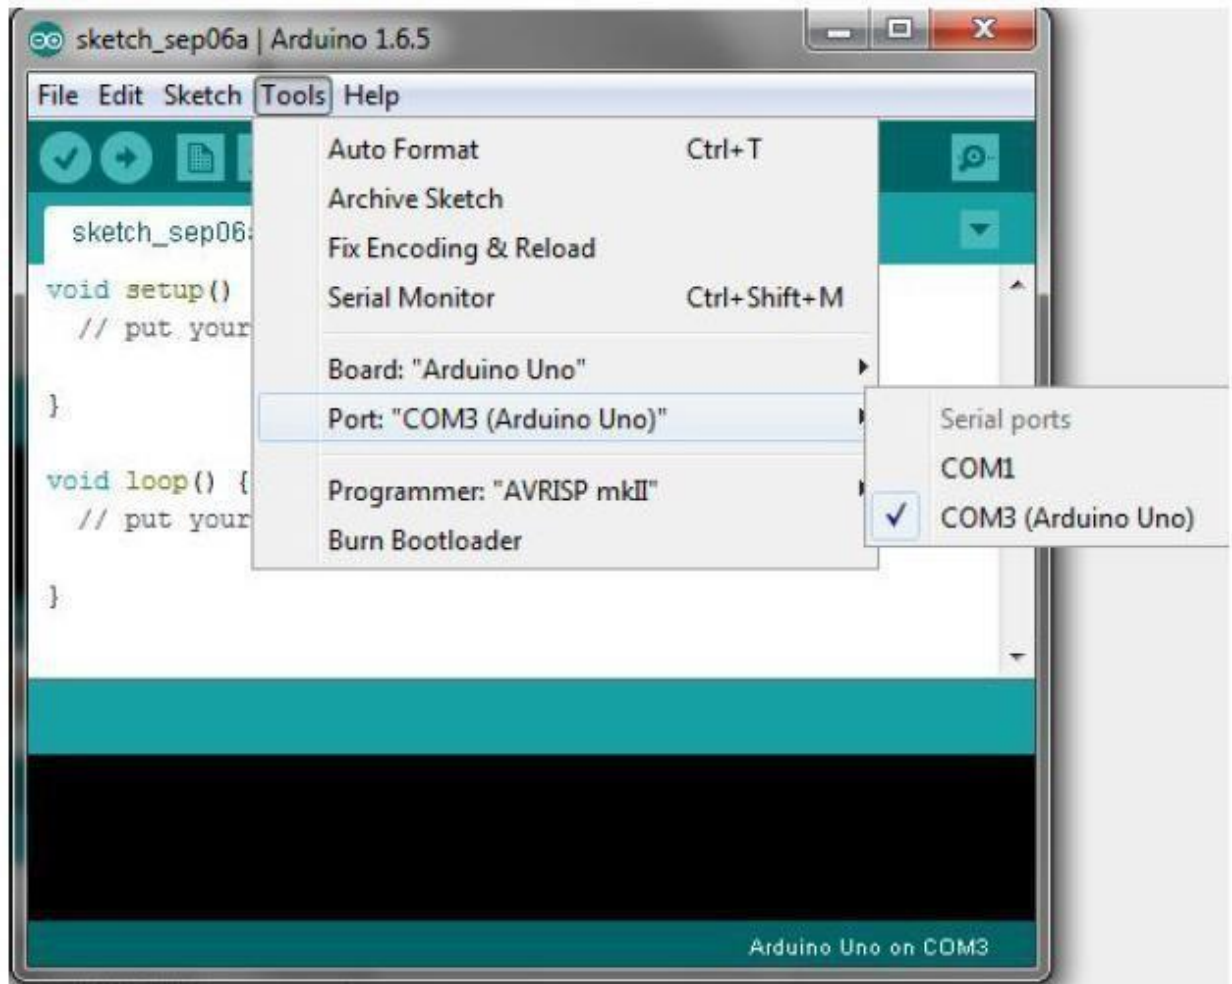 sketch_sep06a | Arduino 1.6.5
File Edit Sketch Tools Help
Auto Format Ctrl+T
Archive Sketch
sketch_sep06a
Fix Encoding & Reload
void setup()
Serial Monitor Ctrl+Shift+M
// put your
Board: "Arduino Uno"
}
Port: "COM3 (Arduino Uno)"
Serial ports
COM1
void loop() {
Programmer: "AVRISP mkII"
// put your
COM3 (Arduino Uno)
Burn Bootloader
}
Arduino Uno on COM3